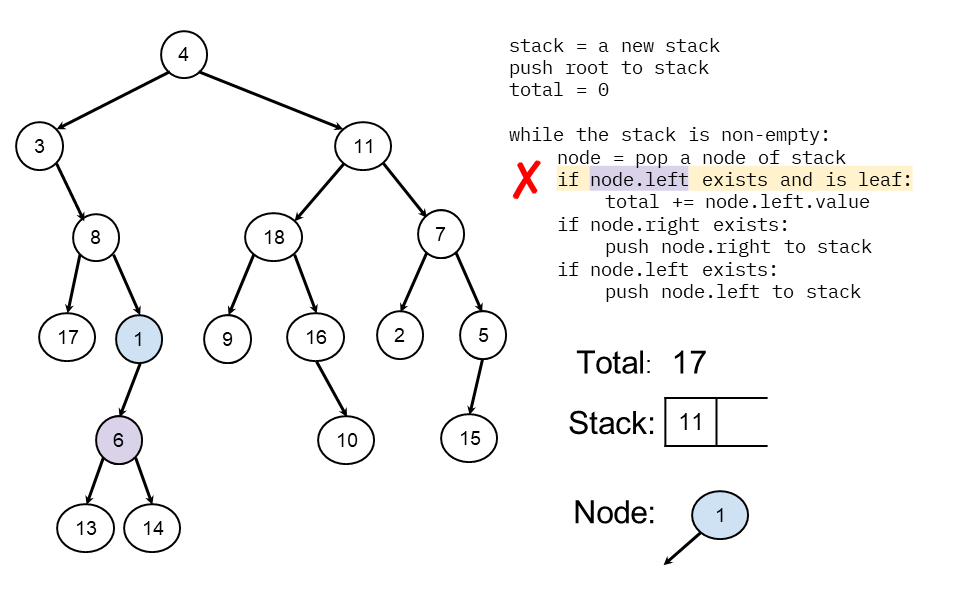 4
3
11
8
18
7
17
1
9
16
2
5
6
10
15
13
14
stack = a new stack
push root to stack
total = 0
while the stack is non-empty:
node = pop a node of stack
if node.left exists and is leaf:
total += node.left.value
if node.right exists:
push node.right to stack
if node.left exists:
push node.left to stack
Total: 17
Stack: 11
Node: 1